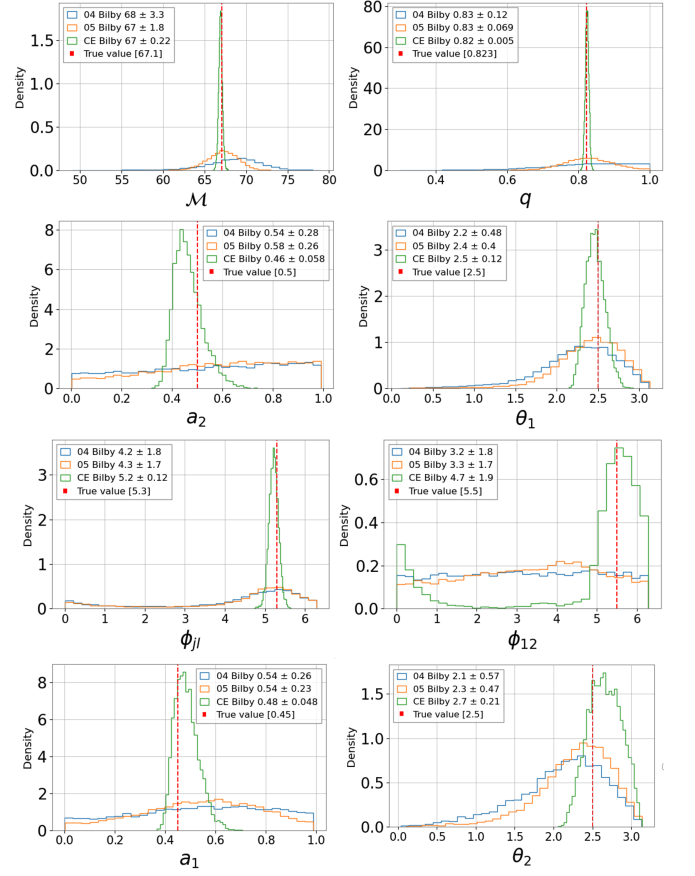 04 Bilby 68 ± 3.3
05 Bilby 67 ± 1.8
CE Bilby 67 ± 0.22
True value [67.1]
Density
0.0
0.5
1.0
1.5
50 55 60 65 70 75 80
ℳ
04 Bilby 0.83 ± 0.12
05 Bilby 0.83 ± 0.069
CE Bilby 0.82 ± 0.005
True value [0.823]
Density
0
20
40
60
80
0.4 0.6 0.8 1.0
q
04 Bilby 0.54 ± 0.28
05 Bilby 0.58 ± 0.26
CE Bilby 0.46 ± 0.058
True value [0.5]
Density
0
2
4
6
8
0.0 0.2 0.4 0.6 0.8 1.0
a₂
04 Bilby 2.2 ± 0.48
05 Bilby 2.4 ± 0.4
CE Bilby 2.5 ± 0.12
True value [2.5]
Density
0
1
2
3
0.0 0.5 1.0 1.5 2.0 2.5 3.0
θ₁
04 Bilby 4.2 ± 1.8
05 Bilby 4.3 ± 1.7
CE Bilby 5.2 ± 0.12
True value [5.3]
Density
0
1
2
3
0 1 2 3 4 5 6
ϕjl
04 Bilby 3.2 ± 1.8
05 Bilby 3.3 ± 1.7
CE Bilby 4.7 ± 1.9
True value [5.5]
Density
0.0
0.2
0.4
0.6
0 1 2 3 4 5 6
ϕ₁₂
04 Bilby 0.54 ± 0.26
05 Bilby 0.54 ± 0.23
CE Bilby 0.48 ± 0.048
True value [0.45]
Density
0
2
4
6
8
0.0 0.2 0.4 0.6 0.8 1.0
a₁
04 Bilby 2.1 ± 0.57
05 Bilby 2.3 ± 0.47
CE Bilby 2.7 ± 0.21
True value [2.5]
Density
0.0
0.5
1.0
1.5
0.0 0.5 1.0 1.5 2.0 2.5 3.0
θ₂